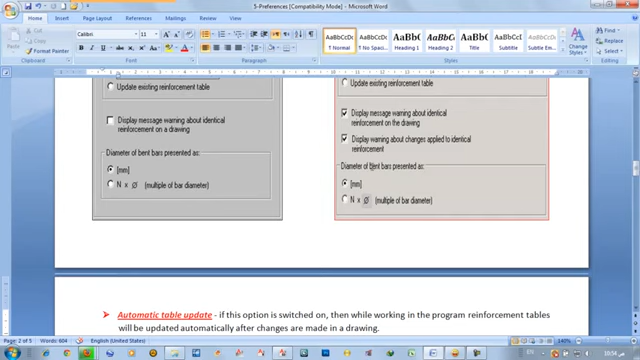 5-Preferences [Compatibility Mode] - Microsoft Word
Home
Insert
Page Layout
References
Mailings
Review
View
Cut
Copy
Paste
Format Painter
Clipboard
Calibri
11
Font
Paragraph
AaBbCcDc
¶ Normal
AaBbCcDc
¶ No Spaci...
AaBbC
Heading 1
AaBbCc
Heading 2
AaB
Title
AaBbCc
Subtitle
Change Styles
Styles
Find
Replace
Select
Editing
Update existing reinforcement table
Display message warning about identical
reinforcement on a drawing
Diameter of bent bars presented as:
[mm]
N x Ø (multiple of bar diameter)
Update existing reinforcement table
Display message warning about identical
reinforcement on the drawing
Display warning about changes applied to identical
reinforcement
Diameter of bent bars presented as:
[mm]
N x Ø (multiple of bar diameter)
Automatic table update - if this option is switched on, then while working in the program reinforcement tables
will be updated automatically after changes are made in a drawing.
Page: 2 of 5
Words: 604
English (United States)
140%
EN
10:54